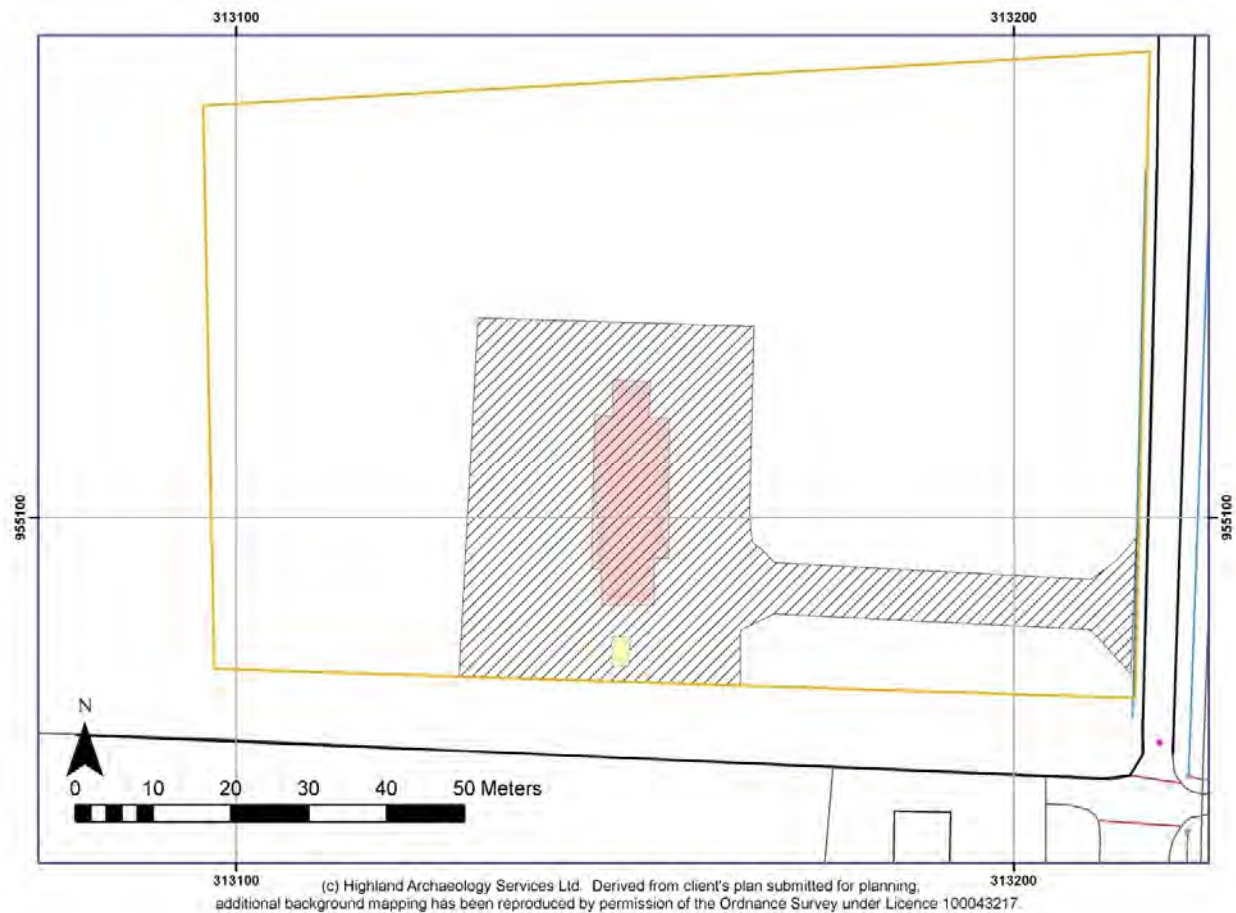 313100 313200
955100 955100
N
0 10 20 30 40 50 Meters
313100 313200
(c) Highland Archaeology Services Ltd. Derived from client's plan submitted for planning;
additional background mapping has been reproduced by permission of the Ordnance Survey under Licence 100043217.